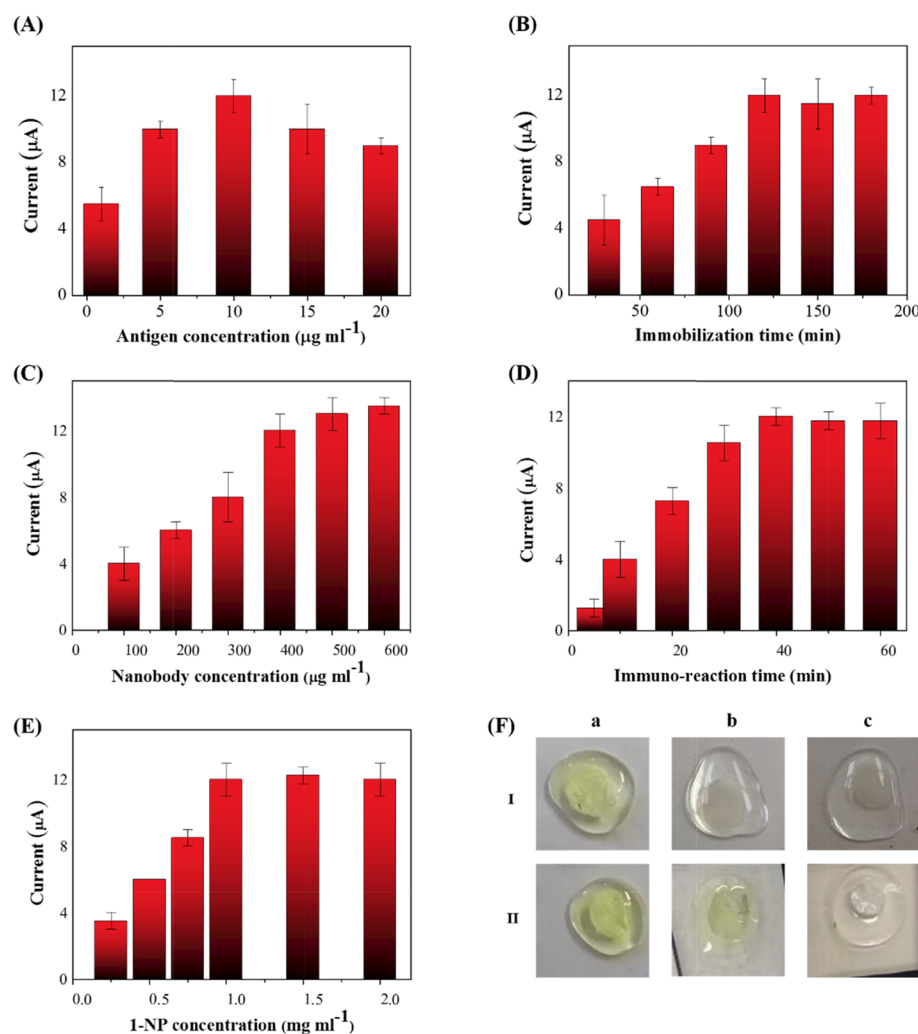 (A)
Current (μA)
12
8
4
0
0 5 10 15 20
Antigen concentration (μg ml⁻¹)
(B)
Current (μA)
12
8
4
0
50 100 150 200
Immobilization time (min)
(C)
Current (μA)
12
8
4
0
0 100 200 300 400 500 600
Nanobody concentration (μg ml⁻¹)
(D)
Current (μA)
12
8
4
0
0 20 40 60
Immuno-reaction time (min)
(E)
Current (μA)
12
8
4
0
0.0 0.5 1.0 1.5 2.0
1-NP concentration (mg ml⁻¹)
(F)
a b c
I
II